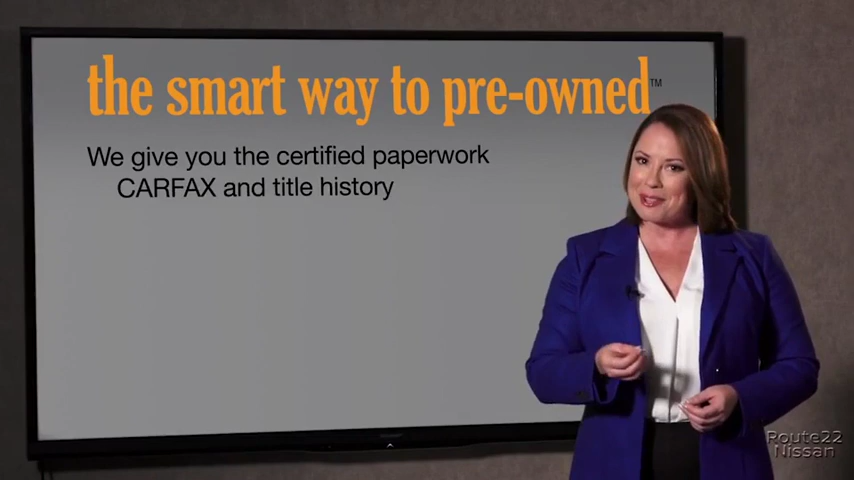 the smart way to pre-owned™
We give you the certified paperwork
CARFAX and title history
Route22
Nissan